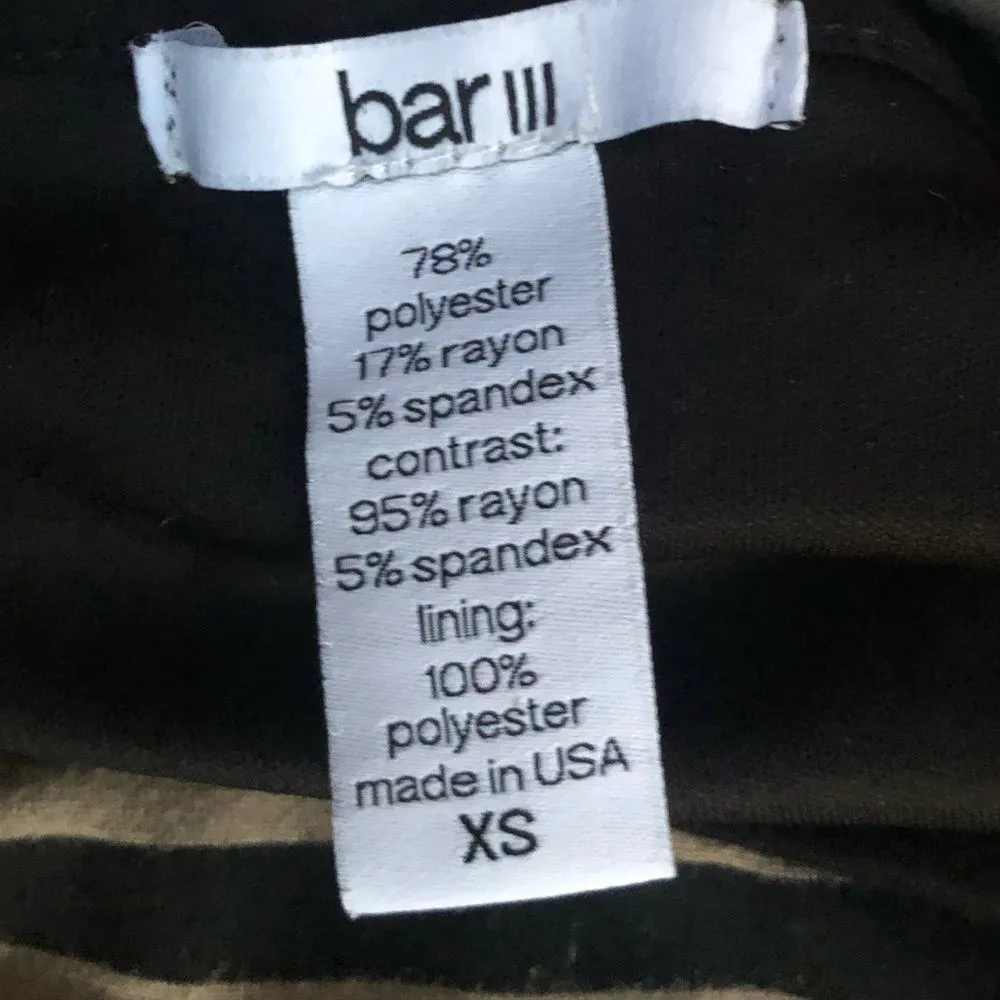 bar III
78%
polyester
17% rayon
5% spandex
contrast:
95% rayon
5% spandex
lining:
100%
polyester
made in USA
XS